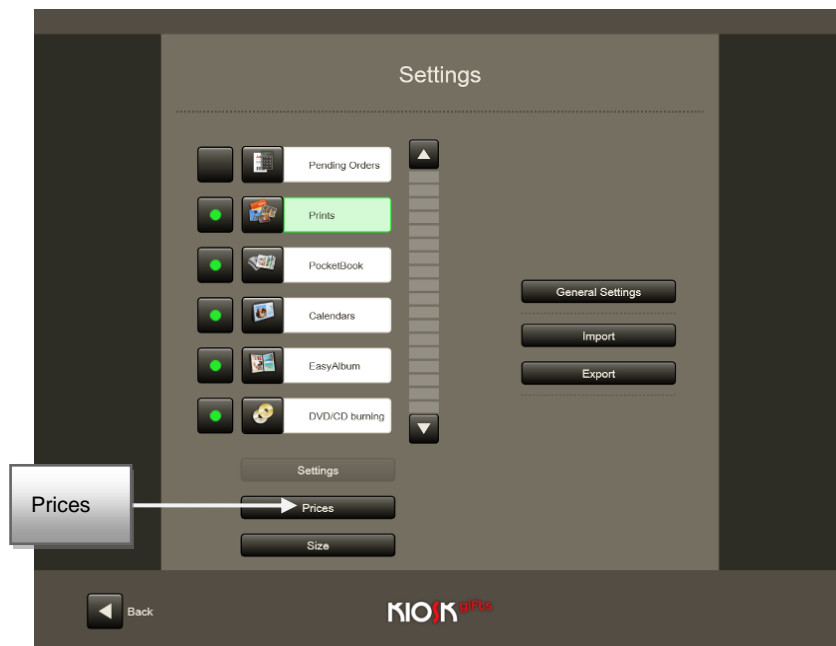 Settings
Pending Orders
Prints
PocketBook
Calendars
EasyAlbum
DVD/CD burning
General Settings
Import
Export
Settings
Prices
Prices
Size
Back
KIOSK gifts